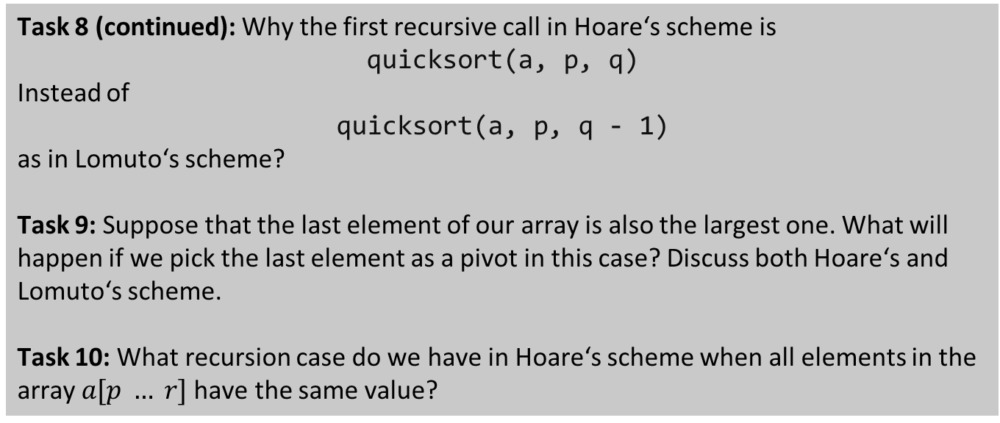 Task 8 (continued): Why the first recursive call in Hoare‘s scheme is
quicksort(a, p, q)
Instead of
quicksort(a, p, q - 1)
as in Lomuto‘s scheme?
Task 9: Suppose that the last element of our array is also the largest one. What will
happen if we pick the last element as a pivot in this case? Discuss both Hoare‘s and
Lomuto‘s scheme.
Task 10: What recursion case do we have in Hoare‘s scheme when all elements in the
array a[p ... r] have the same value?